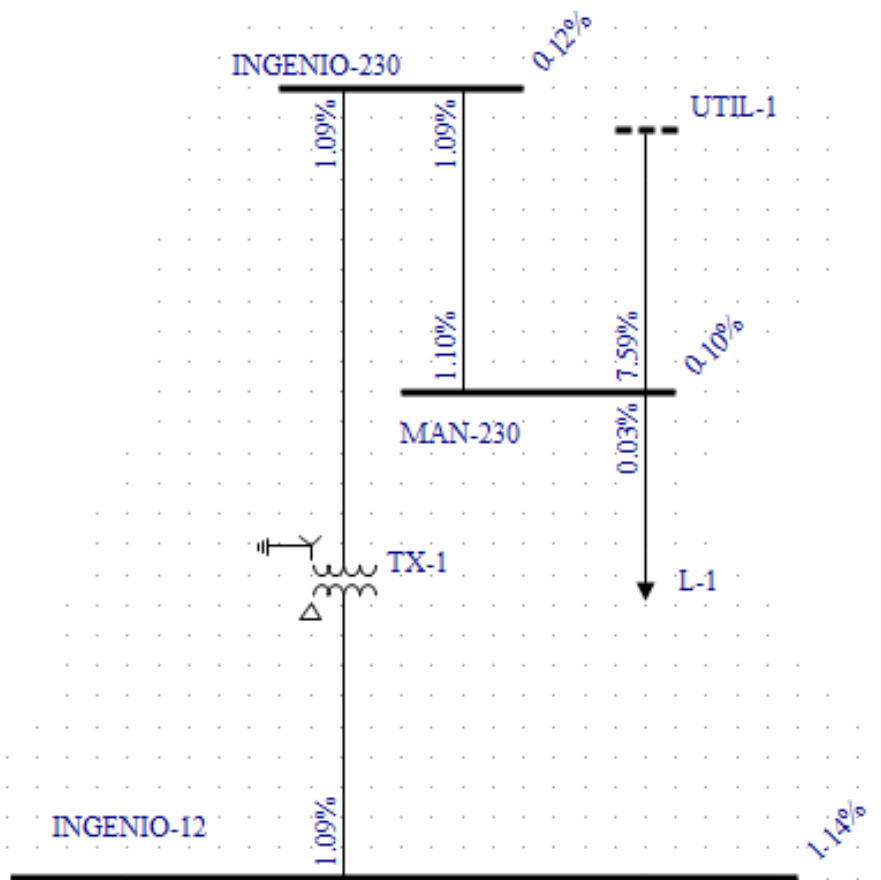 0.12%
INGENIO-230
UTIL-1
1.09%
1.09%
1.10%
7.59%
0.10%
MAN-230
0.03%
TX-1
L-1
1.09%
INGENIO-12
1.14%